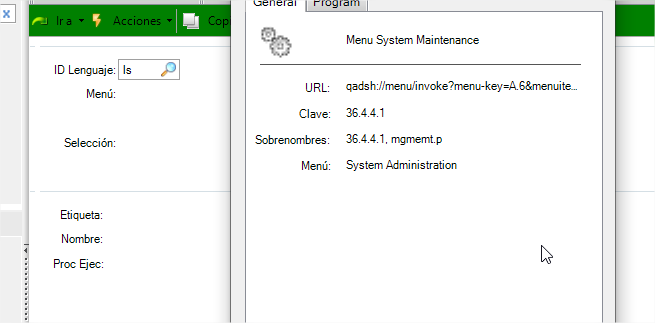 General Program
Ir a Acciones Copi
Menu System Maintenance
ID Lenguaje: ls
Menú:
Selección:
URL: qadsh://menu/invoke?menu-key=A.6&menuite...
Clave: 36.4.4.1
Sobrenombres: 36.4.4.1, mgmemt.p
Menú: System Administration
Etiqueta:
Nombre:
Proc Ejec: